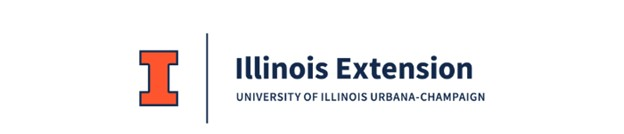 I
Illinois Extension
UNIVERSITY OF ILLINOIS URBANA-CHAMPAIGN